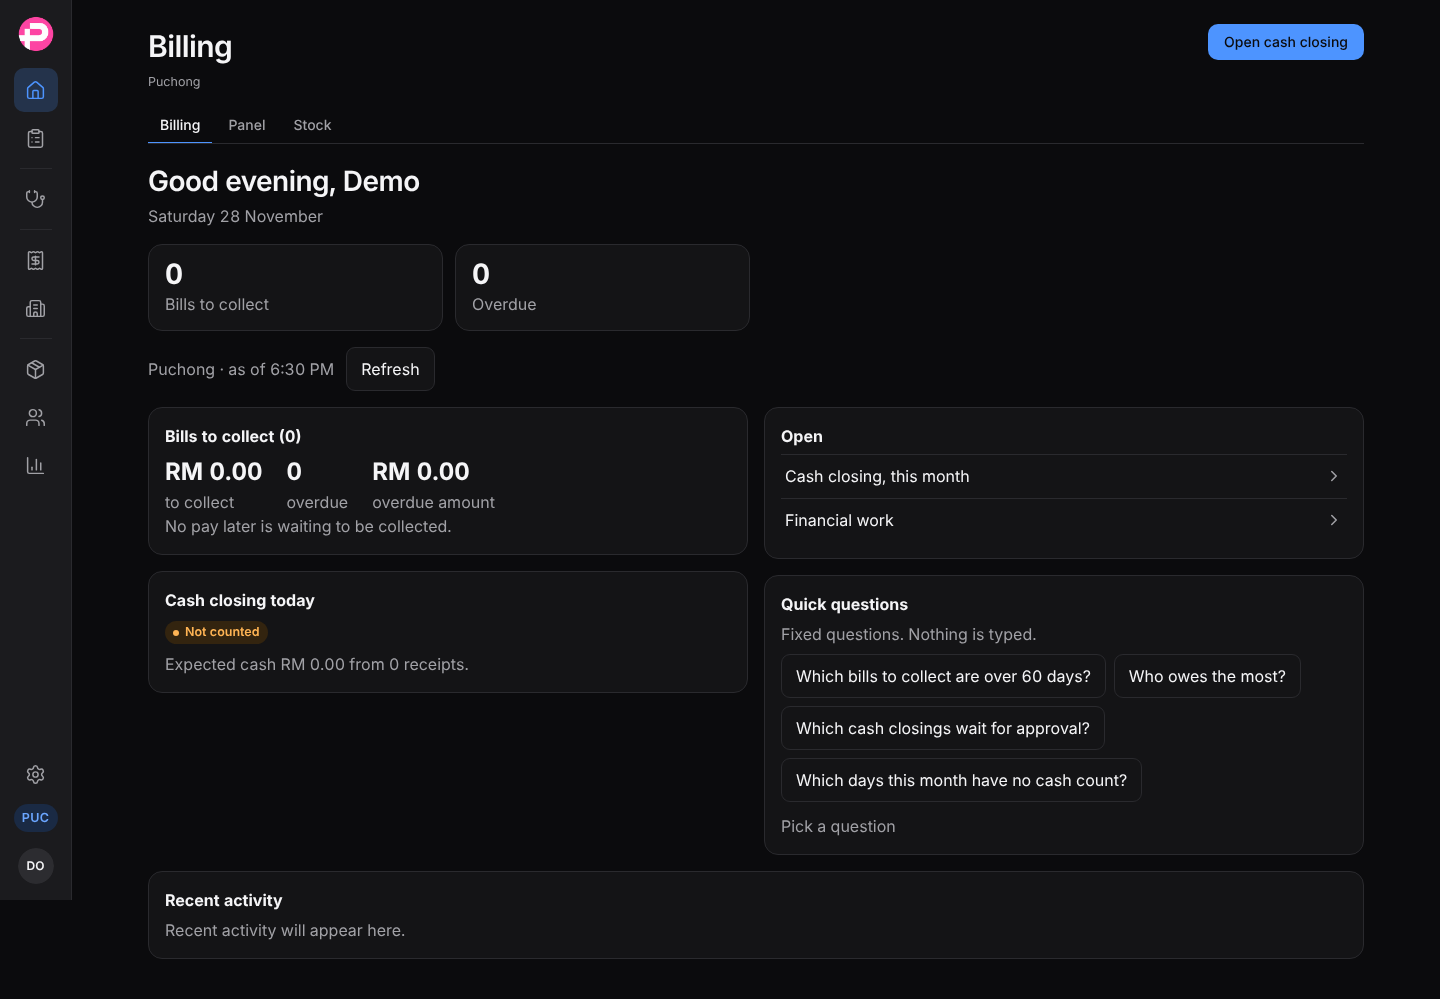 Billing
Open cash closing
Puchong
Billing
Panel
Stock
Good evening, Demo
Saturday 28 November
0
Bills to collect
0
Overdue
Puchong · as of 6:30 PM
Refresh
Bills to collect (0)
RM 0.00
to collect
0
overdue
RM 0.00
overdue amount
No pay later is waiting to be collected.
Open
Cash closing, this month
Financial work
Cash closing today
Not counted
Expected cash RM 0.00 from 0 receipts.
Quick questions
Fixed questions. Nothing is typed.
Which bills to collect are over 60 days?
Who owes the most?
Which cash closings wait for approval?
Which days this month have no cash count?
Pick a question
Recent activity
Recent activity will appear here.
PUC
DO